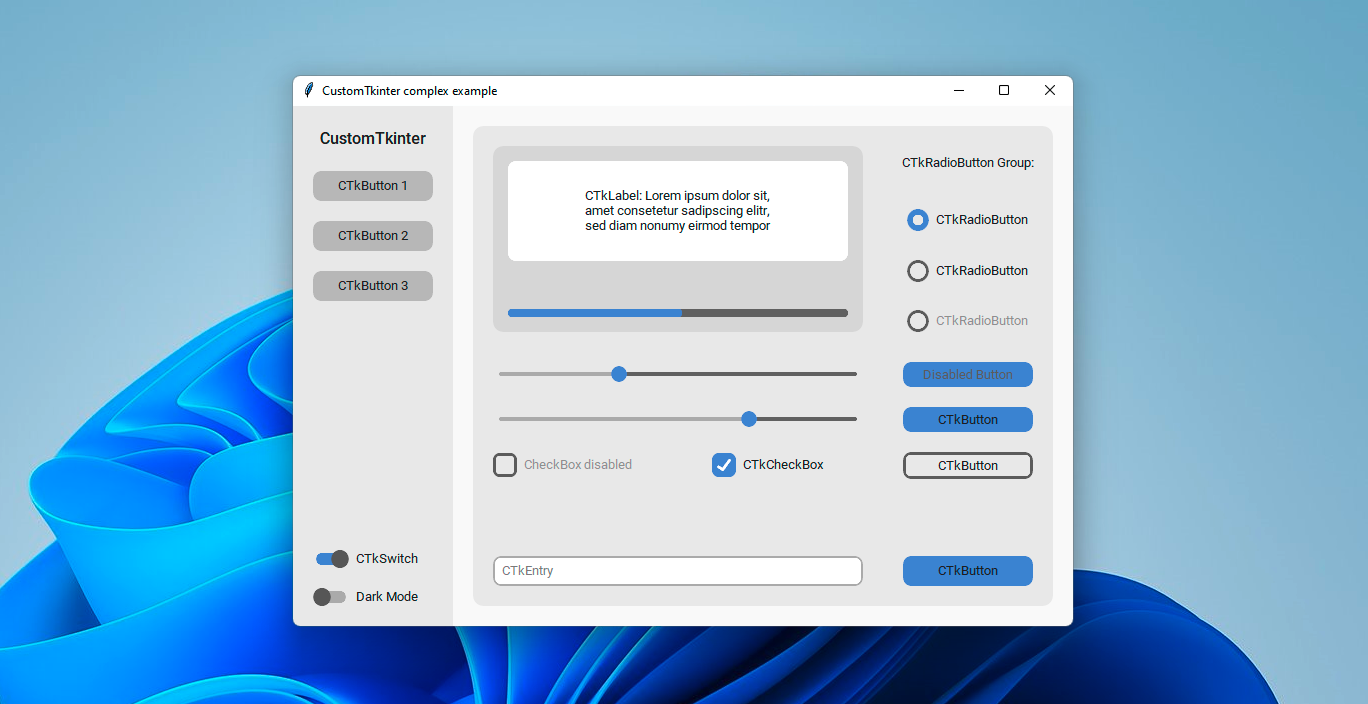 CustomTkinter complex example
CustomTkinter
CTkButton 1
CTkButton 2
CTkButton 3
CTkSwitch
Dark Mode
CTkLabel: Lorem ipsum dolor sit,
amet consetetur sadipscing elitr,
sed diam nonumy eirmod tempor
CTkRadioButton Group:
CTkRadioButton
CTkRadioButton
CTkRadioButton
Disabled Button
CTkButton
CheckBox disabled
CTkCheckBox
CTkButton
CTkEntry
CTkButton